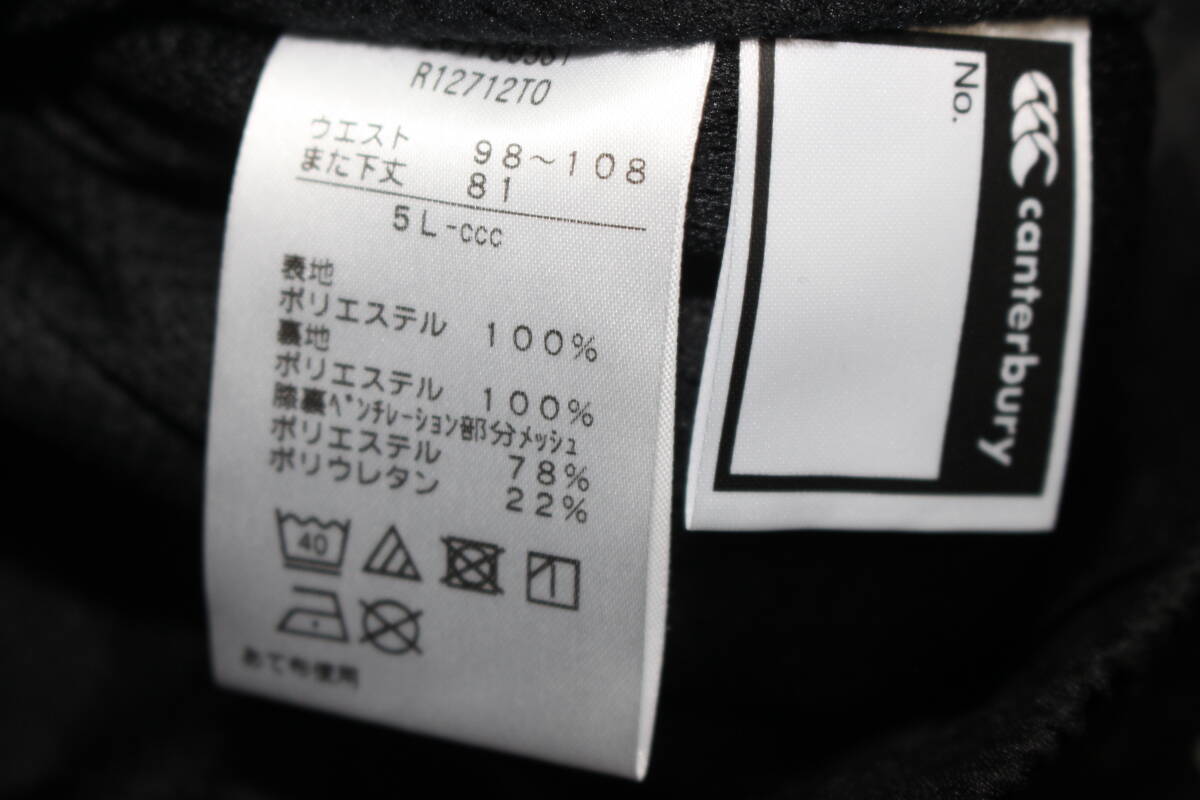 R12712TO
ウエスト 98~108
また下丈 81
5L-ccc
表地
ポリエステル 100%
裏地
ポリエステル 100%
膝裏ﾍﾞﾝﾁﾚｰｼｮﾝ部分ﾒｯｼｭ
ポリエステル 78%
ポリウレタン 22%
40
あて布使用
No.
canterbury